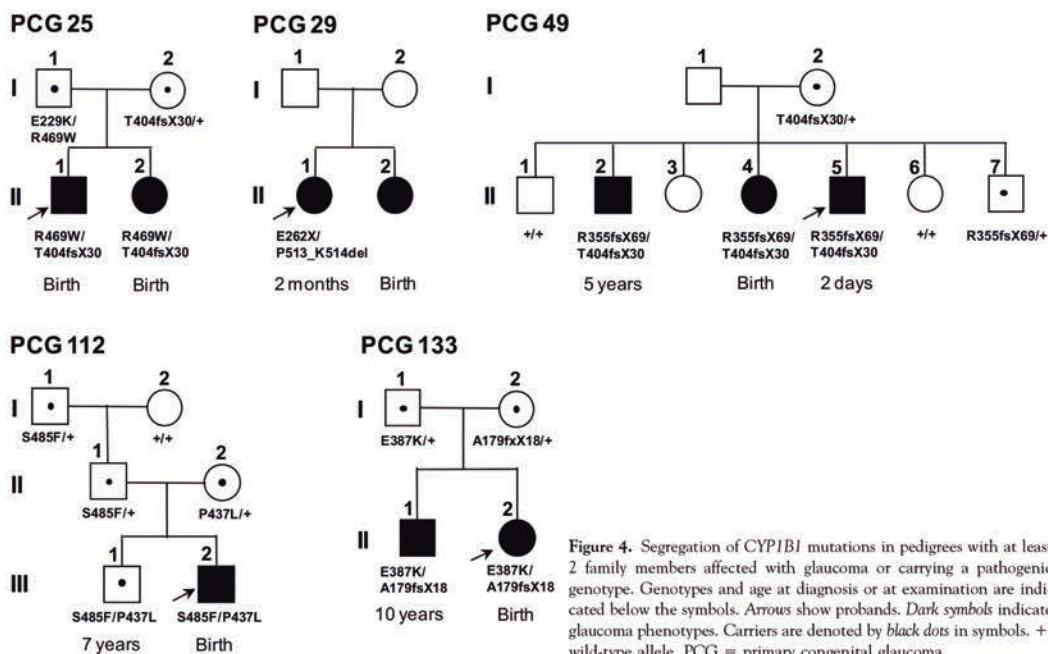 PCG 25
1
2
I
E229K/
R469W
T404fsX30/+
1
2
II
R469W/
T404fsX30
R469W/
T404fsX30
Birth
Birth
PCG 29
1
2
E262X/
P513_K514del
2 months
Birth
PCG 49
1
2
I
T404fsX30/+
1
2
3
4
5
6
7
II
+/+
R355fsX69/
T404fsX30
R355fsX69/
T404fsX30
R355fsX69/
T404fsX30
+/+
R355fsX69/+
5 years
Birth
2 days
PCG 112
1
2
I
S485F/+
+/+
1
2
II
S485F/+
P437L/+
1
2
III
S485F/P437L
S485F/P437L
7 years
Birth
PCG 133
1
2
I
E387K/+
A179fxX18/+
1
2
II
E387K/
A179fsX18
E387K/
A179fsX18
10 years
Birth
Figure 4. Segregation of CYP1B1 mutations in pedigrees with at least
2 family members affected with glaucoma or carrying a pathogenic
genotype. Genotypes and age at diagnosis or at examination are indi-
cated below the symbols. Arrows show probands. Dark symbols indicate
glaucoma phenotypes. Carriers are denoted by black dots in symbols. +
wild-type allele. PCG = primary congenital glaucoma